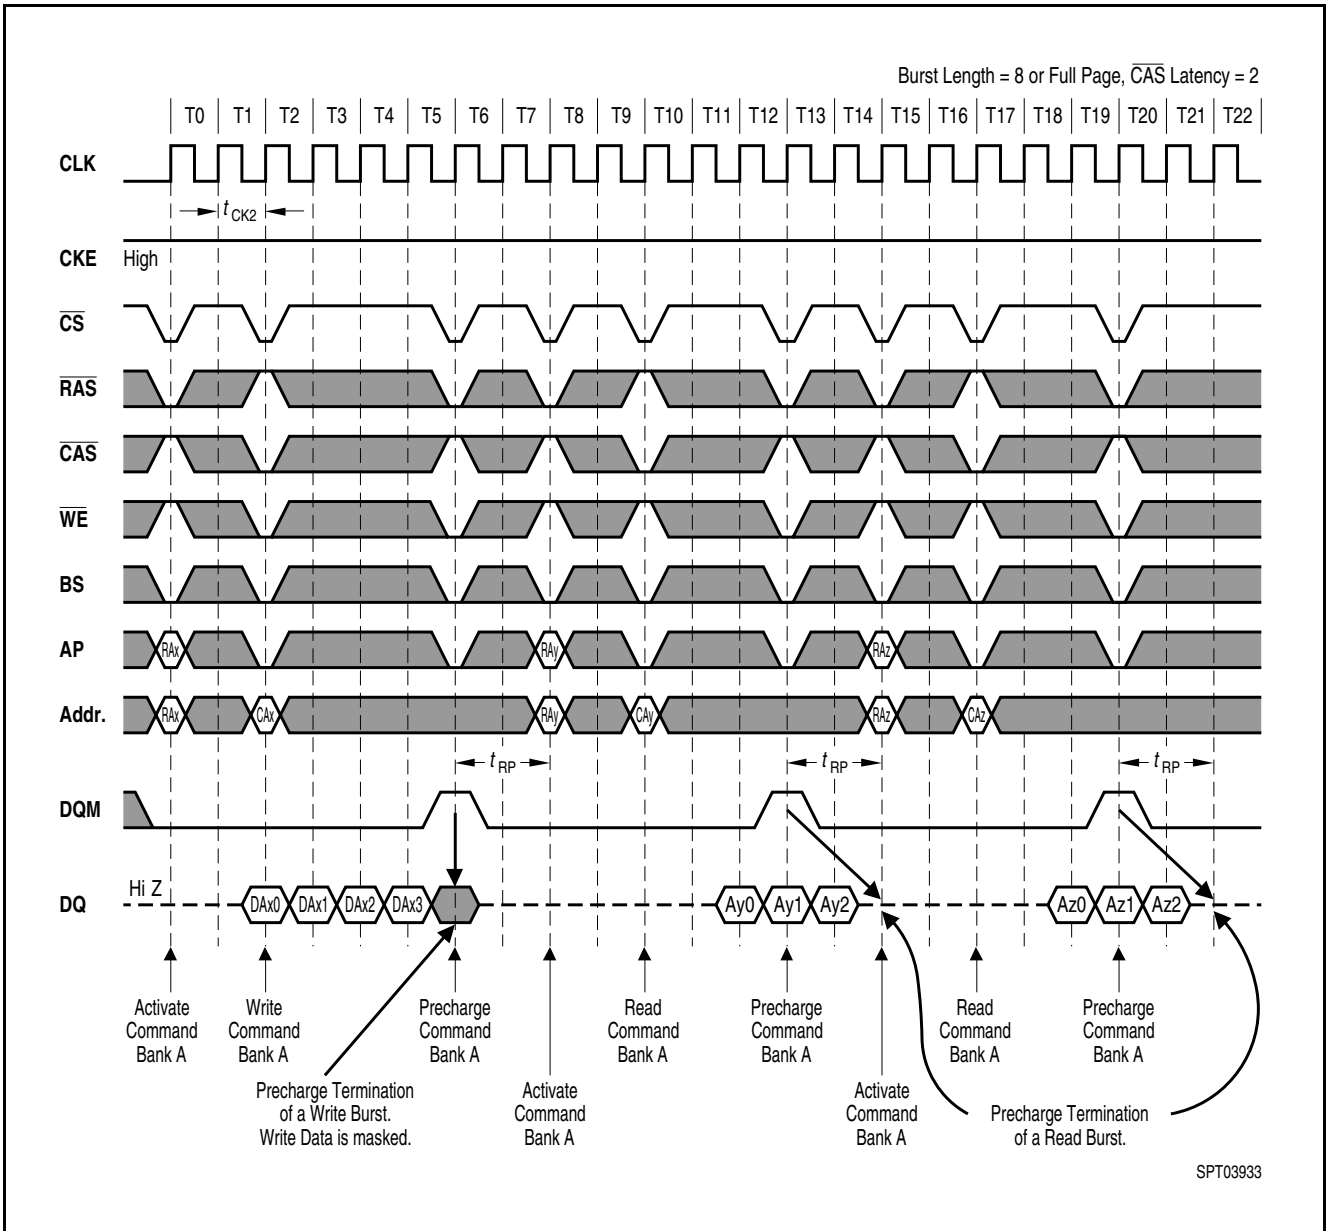 Burst Length = 8 or Full Page, CAS Latency = 2
T0 T1 T2 T3 T4 T5 T6 T7 T8 T9 T10 T11 T12 T13 T14 T15 T16 T17 T18 T19 T20 T21 T22
CLK
t CK2
CKE High
CS
RAS
CAS
WE
BS
AP RAx RAy RAz
Addr. RAx CAx RAy CAy RAz CAz
t RP t RP t RP
DQM
DQ Hi Z DAx0 DAx1 DAx2 DAx3 Ay0 Ay1 Ay2 Az0 Az1 Az2
Activate
Command
Bank A
Write
Command
Bank A
Precharge
Command
Bank A
Read
Command
Bank A
Precharge
Command
Bank A
Read
Command
Bank A
Precharge
Command
Bank A
Precharge Termination
of a Write Burst.
Write Data is masked.
Activate
Command
Bank A
Activate
Command
Bank A
Precharge Termination
of a Read Burst.
SPT03933